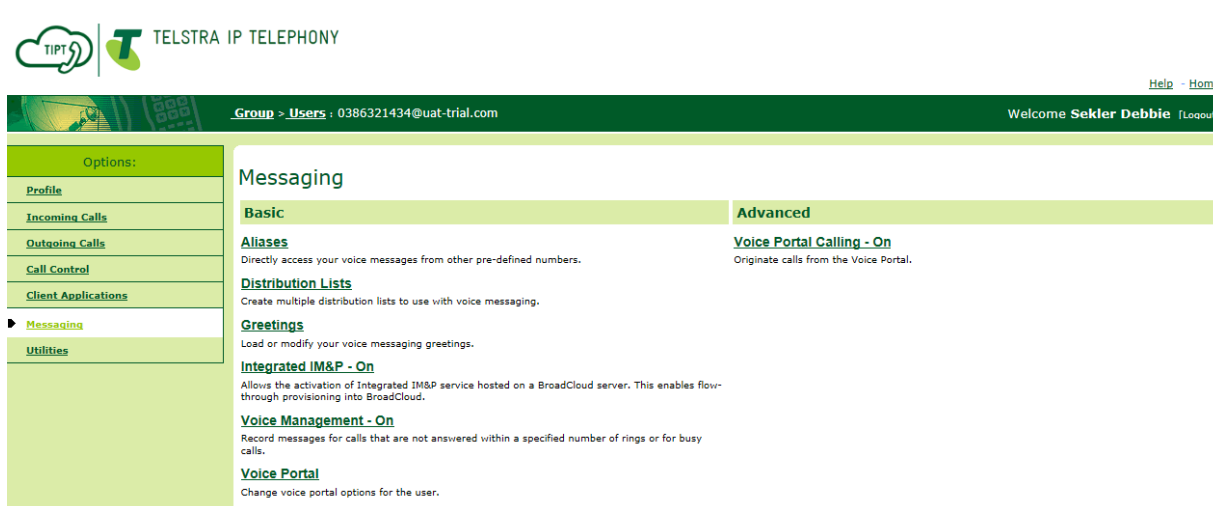 TIPT
TELSTRA IP TELEPHONY
Help - Hom
Group > Users : 0386321434@uat-trial.com
Welcome Sekler Debbie [Logout
Options:
Profile
Incoming Calls
Outgoing Calls
Call Control
Client Applications
Messaging
Utilities
Messaging
Basic
Aliases
Directly access your voice messages from other pre-defined numbers.
Distribution Lists
Create multiple distribution lists to use with voice messaging.
Greetings
Load or modify your voice messaging greetings.
Integrated IM&P - On
Allows the activation of Integrated IM&P service hosted on a BroadCloud server. This enables flow-
through provisioning into BroadCloud.
Voice Management - On
Record messages for calls that are not answered within a specified number of rings or for busy
calls.
Voice Portal
Change voice portal options for the user.
Advanced
Voice Portal Calling - On
Originate calls from the Voice Portal.